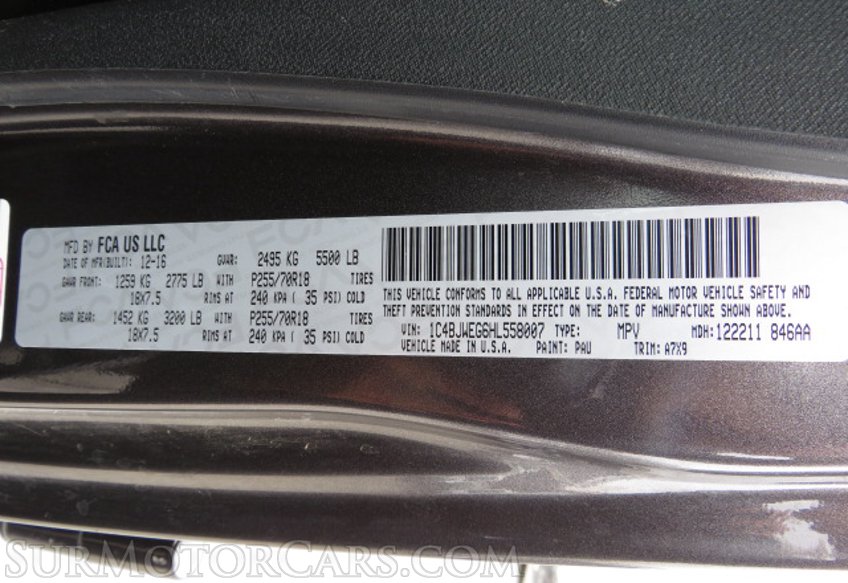 MFD BY FCA US LLC
DATE OF MFR(BUILT): 12-16 GVWR: 2495 KG 5500 LB
GAWR FRONT: 1259 KG 2775 LB WITH P255/70R18 TIRES
18X7.5 RIMS AT 240 KPA ( 35 PSI) COLD
GAWR REAR: 1452 KG 3200 LB WITH P255/70R18 TIRES
18X7.5 RIMS AT 240 KPA ( 35 PSI) COLD
THIS VEHICLE CONFORMS TO ALL APPLICABLE U.S.A. FEDERAL MOTOR VEHICLE SAFETY AND
THEFT PREVENTION STANDARDS IN EFFECT ON THE DATE OF MANUFACTURE SHOWN ABOVE.
VIN: 1C4BJWEG6HL558007 TYPE: MPV MDH: 122211 846AA
VEHICLE MADE IN U.S.A. PAINT: PAU TRIM: A7X9
SURMOTORCARS.COM SURMOTORCARS.COM